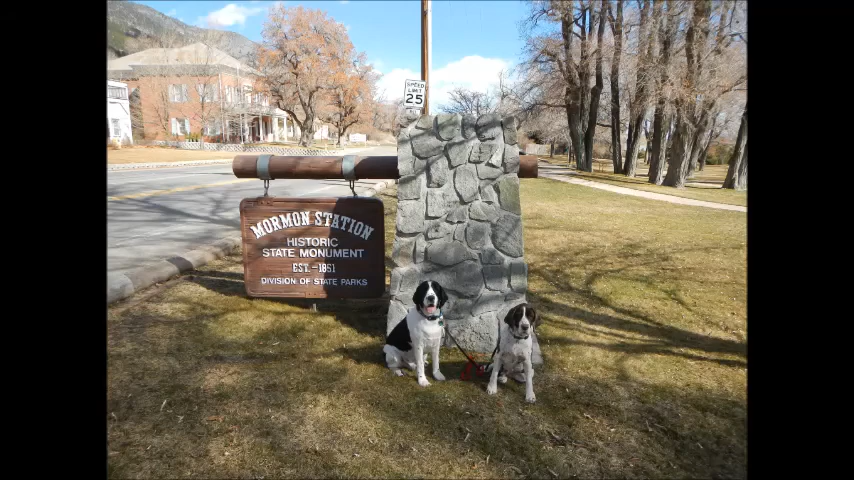 SPEED
LIMIT
25
MORMON STATION
HISTORIC
STATE MONUMENT
EST.-1851
DIVISION OF STATE PARKS